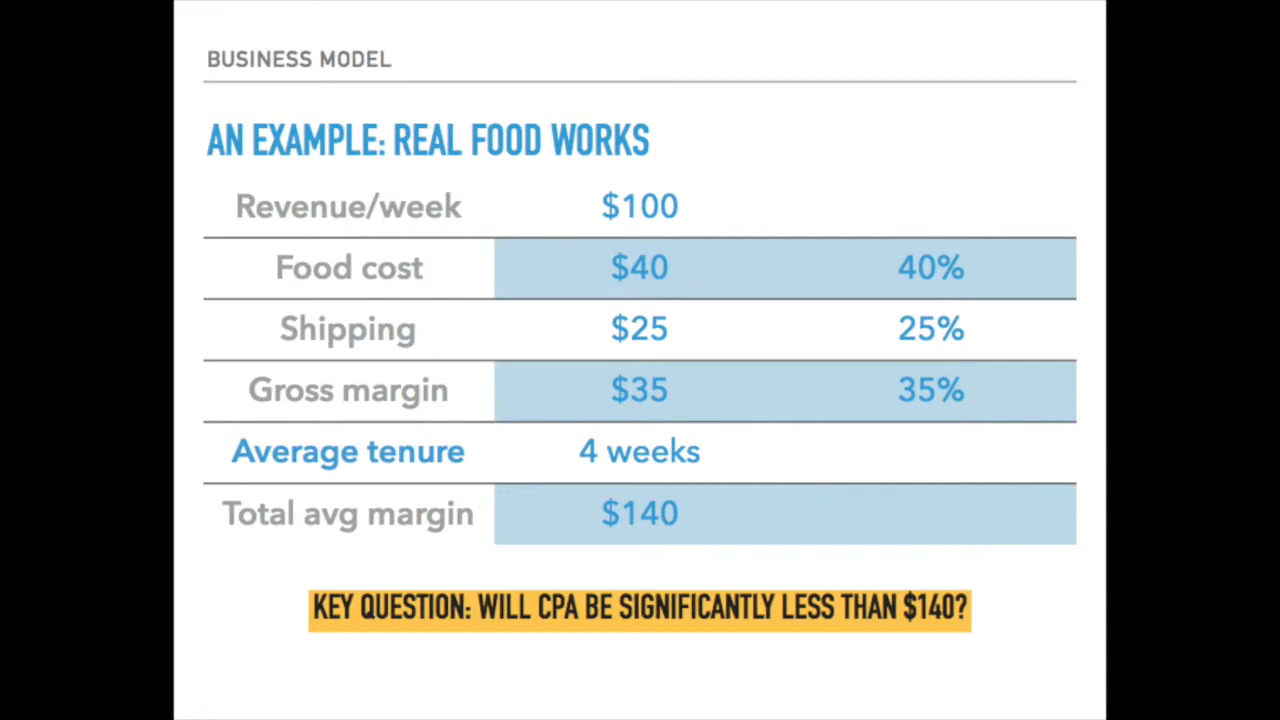 BUSINESS MODEL
AN EXAMPLE: REAL FOOD WORKS
Revenue/week $100
Food cost $40 40%
Shipping $25 25%
Gross margin $35 35%
Average tenure 4 weeks
Total avg margin $140
KEY QUESTION: WILL CPA BE SIGNIFICANTLY LESS THAN $140?